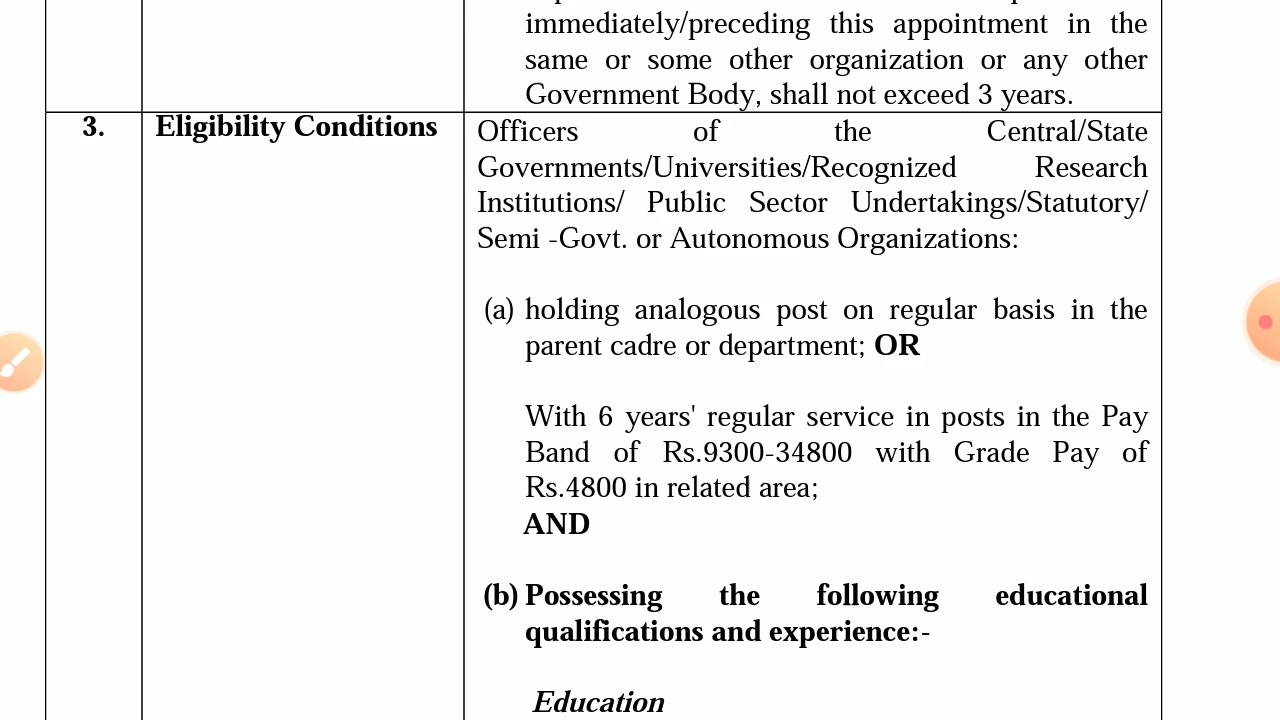 immediately/preceding this appointment in the
same or some other organization or any other
Government Body, shall not exceed 3 years.
3. Eligibility Conditions
Officers of the Central/State
Governments/Universities/Recognized Research
Institutions/ Public Sector Undertakings/Statutory/
Semi -Govt. or Autonomous Organizations:
(a) holding analogous post on regular basis in the
parent cadre or department; OR
With 6 years' regular service in posts in the Pay
Band of Rs.9300-34800 with Grade Pay of
Rs.4800 in related area;
AND
(b) Possessing the following educational
qualifications and experience:-
Education